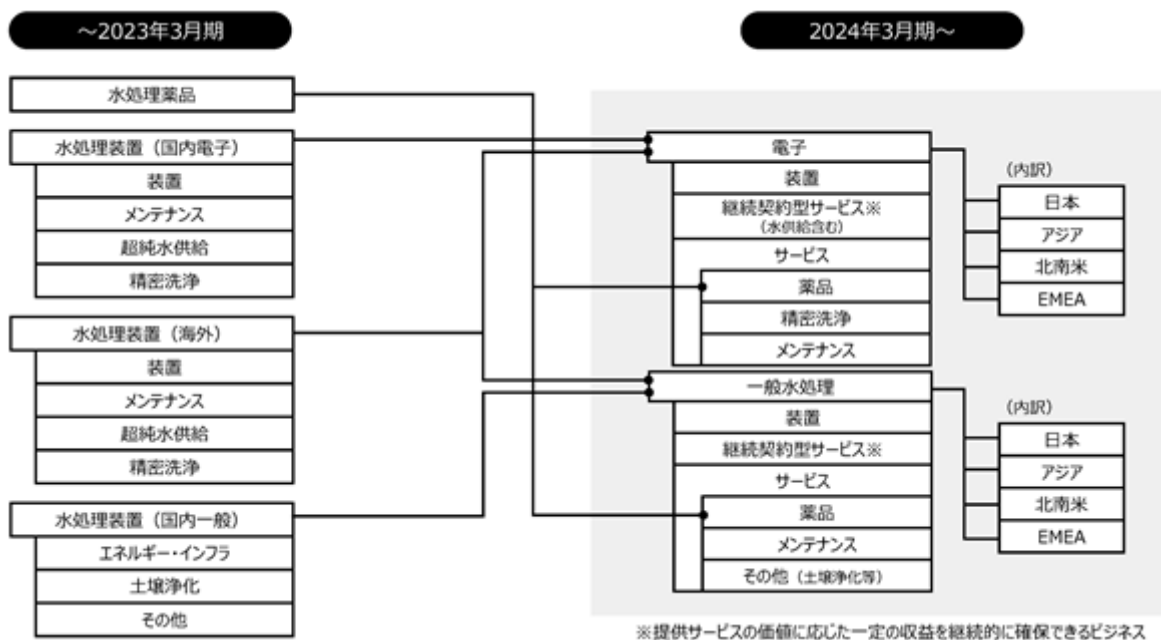 ～2023年3月期
水処理薬品
水処理装置（国内電子）
装置
メンテナンス
超純水供給
精密洗浄
水処理装置（海外）
装置
メンテナンス
超純水供給
精密洗浄
水処理装置（国内一般）
エネルギー・インフラ
土壌浄化
その他
2024年3月期～
電子
装置
継続契約型サービス※
（水供給含む）
サービス
薬品
精密洗浄
メンテナンス
（内訳）
日本
アジア
北南米
EMEA
一般水処理
装置
継続契約型サービス※
サービス
薬品
メンテナンス
その他（土壌浄化等）
（内訳）
日本
アジア
北南米
EMEA
※提供サービスの価値に応じた一定の収益を継続的に確保できるビジネス